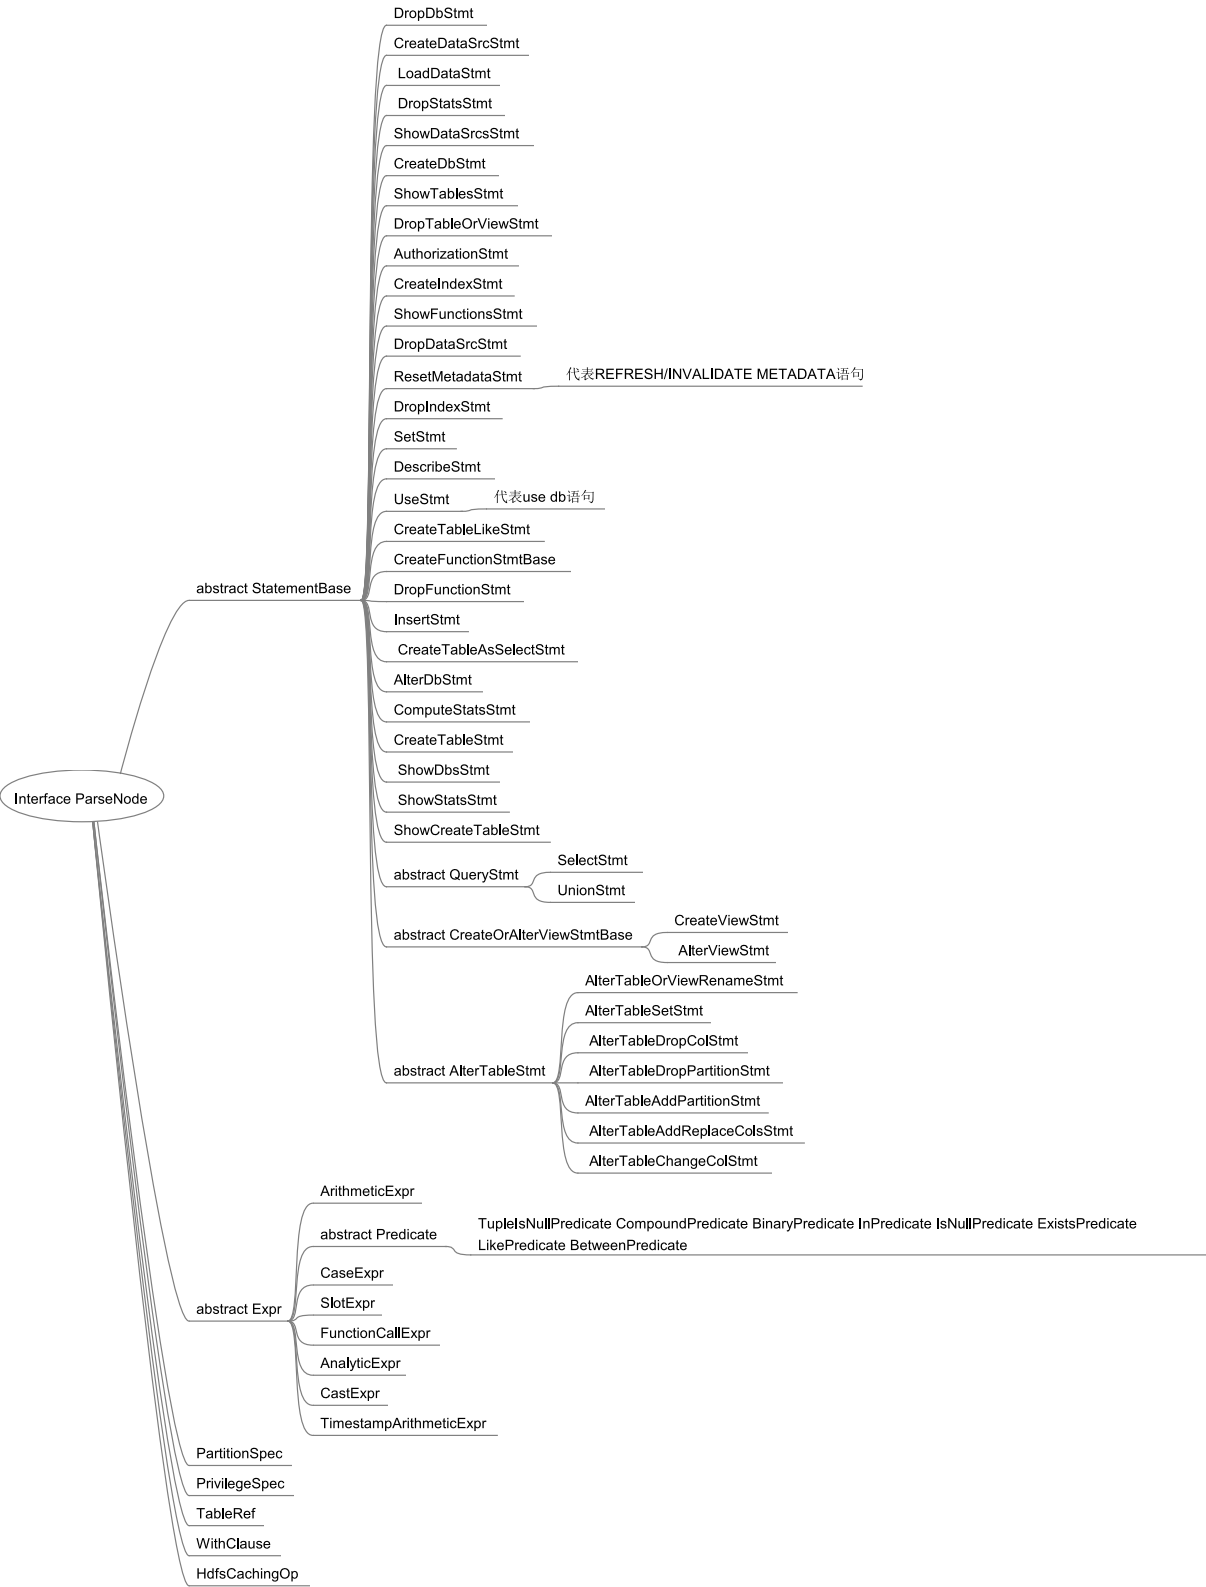 DropDbStmt
CreateDataSrcStmt
LoadDataStmt
DropStatsStmt
ShowDataSrcsStmt
CreateDbStmt
ShowTablesStmt
DropTableOrViewStmt
AuthorizationStmt
CreateIndexStmt
ShowFunctionsStmt
DropDataSrcStmt
ResetMetadataStmt
代表REFRESH/INVALIDATE METADATA语句
DropIndexStmt
SetStmt
DescribeStmt
UseStmt
代表use db语句
CreateTableLikeStmt
CreateFunctionStmtBase
abstract StatementBase
DropFunctionStmt
InsertStmt
CreateTableAsSelectStmt
AlterDbStmt
ComputeStatsStmt
CreateTableStmt
ShowDbsStmt
Interface ParseNode
ShowStatsStmt
ShowCreateTableStmt
abstract QueryStmt
SelectStmt
UnionStmt
abstract CreateOrAlterViewStmtBase
CreateViewStmt
AlterViewStmt
AlterTableOrViewRenameStmt
AlterTableSetStmt
AlterTableDropColStmt
abstract AlterTableStmt
AlterTableDropPartitionStmt
AlterTableAddPartitionStmt
AlterTableAddReplaceColsStmt
AlterTableChangeColStmt
ArithmeticExpr
abstract Predicate
TupleIsNullPredicate CompoundPredicate BinaryPredicate InPredicate IsNullPredicate ExistsPredicate
LikePredicate BetweenPredicate
CaseExpr
SlotExpr
abstract Expr
FunctionCallExpr
AnalyticExpr
CastExpr
TimestampArithmeticExpr
PartitionSpec
PrivilegeSpec
TableRef
WithClause
HdfsCachingOp